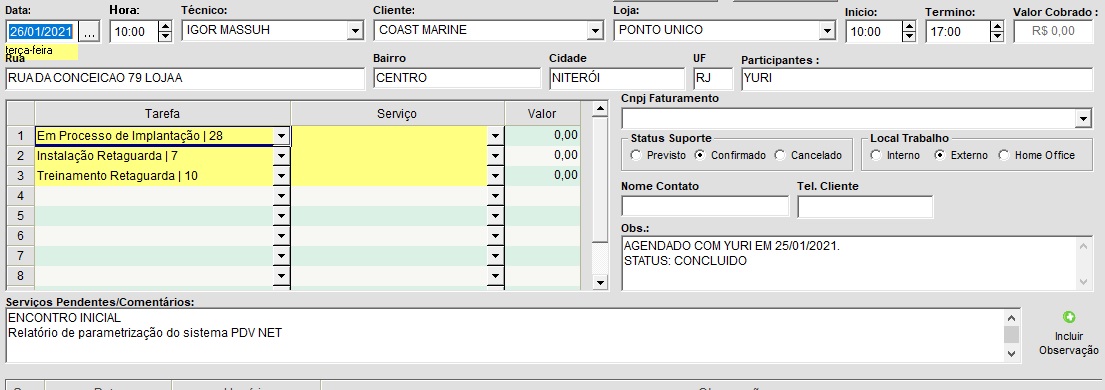 Data: Hora: Técnico: Cliente: Loja: Inicio: Termino: Valor Cobrado :
26/01/2021 ... 10:00 IGOR MASSUH COAST MARINE PONTO UNICO 10:00 17:00 R$ 0,00
terça-feira
Rua Bairro Cidade UF Participantes :
RUA DA CONCEICAO 79 LOJAA CENTRO NITERÓI RJ YURI
Tarefa Serviço Valor
1 Em Processo de Implantação | 28 0,00
2 Instalação Retaguarda | 7 0,00
3 Treinamento Retaguarda | 10 0,00
4
5
6
7
8
Cnpj Faturamento
Status Suporte
Previsto Confirmado Cancelado
Local Trabalho
Interno Externo Home Office
Nome Contato Tel. Cliente
Obs.:
AGENDADO COM YURI EM 25/01/2021.
STATUS: CONCLUIDO
Serviços Pendentes/Comentários:
ENCONTRO INICIAL
Relatório de parametrização do sistema PDV NET
Incluir
Observação